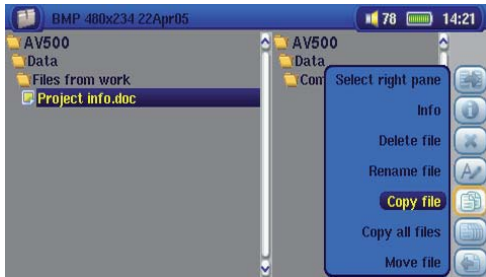 BMP 480x234 22Apr05
78
14:21
AV500
Data
Files from work
Project info.doc
AV500
Data
Select right pane
Info
Delete file
Rename file
Copy file
Copy all files
Move file